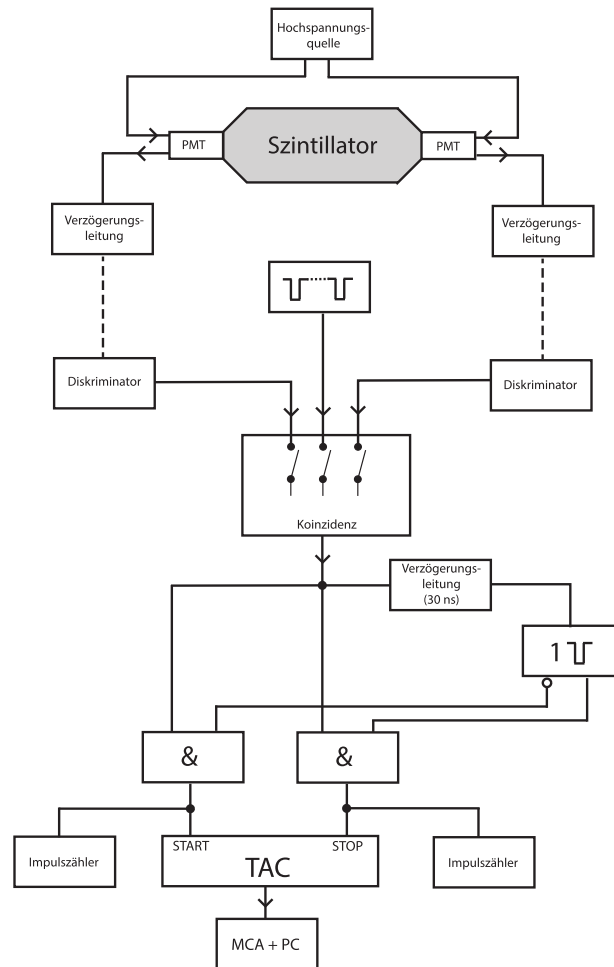 Hochspannungs-
quelle
PMT
Szintillator
PMT
Verzögerungs-
leitung
Verzögerungs-
leitung
Diskriminator
Diskriminator
Koinzidenz
Verzögerungs-
leitung
(30 ns)
1
&
&
START
STOP
TAC
Impulszähler
Impulszähler
MCA + PC